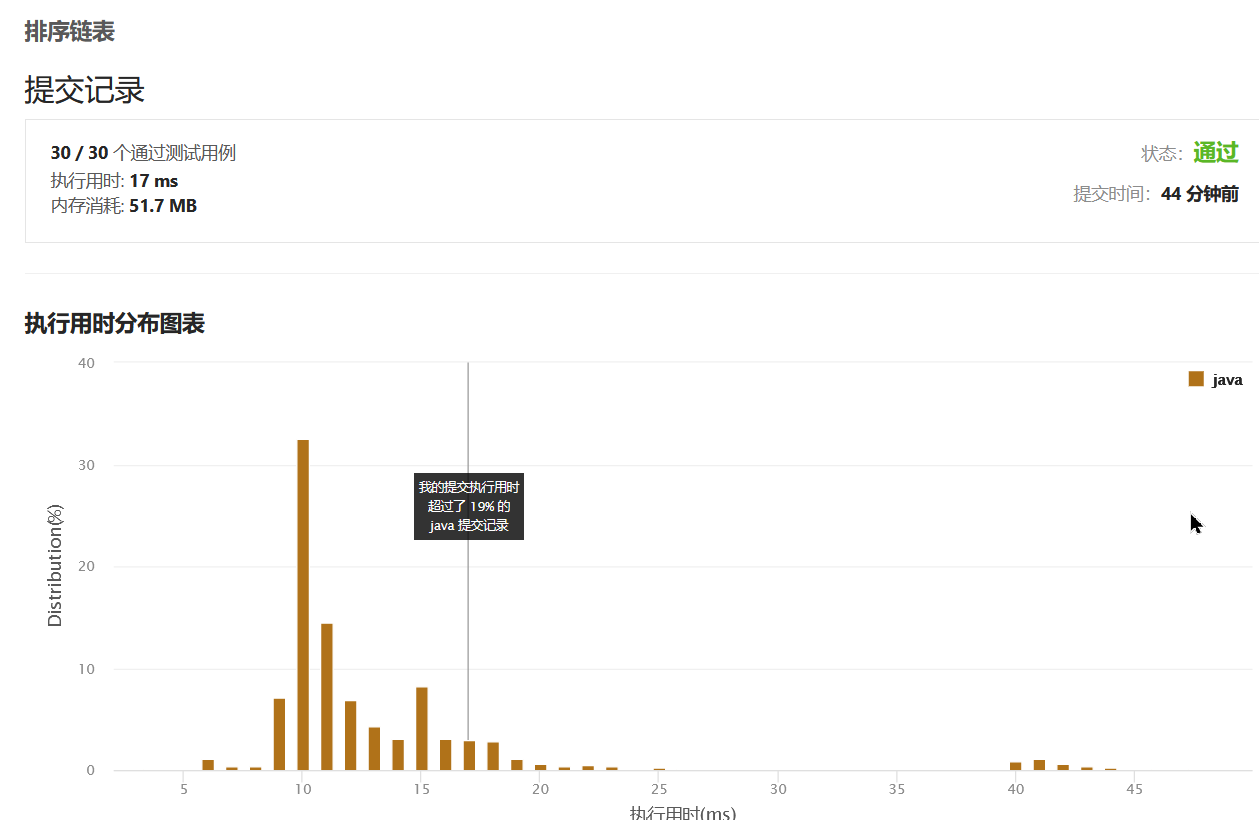 排序链表
提交记录
30 / 30 个通过测试用例
状态：通过
执行用时: 17 ms
提交时间：44 分钟前
内存消耗: 51.7 MB
执行用时分布图表
40
java
30
我的提交执行用时
超过了 19% 的
java 提交记录
Distribution(%)
20
10
0
5 10 15 20 25 30 35 40 45
执行用时(ms)